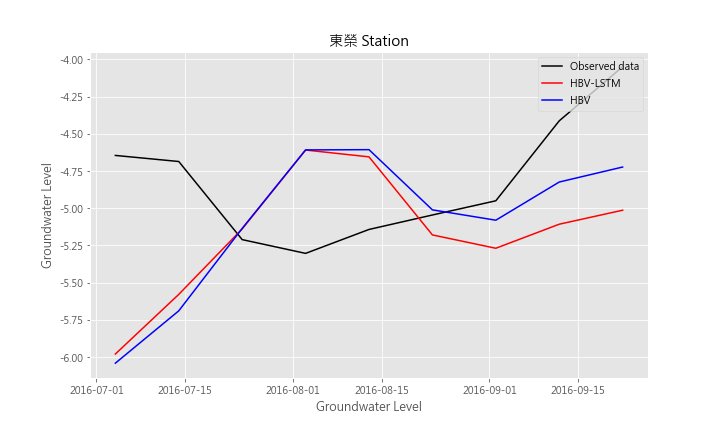 東榮 Station
Observed data
HBV-LSTM
HBV
Groundwater Level
-4.00
-4.25
-4.50
-4.75
-5.00
-5.25
-5.50
-5.75
-6.00
2016-07-01 2016-07-15 2016-08-01 2016-08-15 2016-09-01 2016-09-15
Groundwater Level